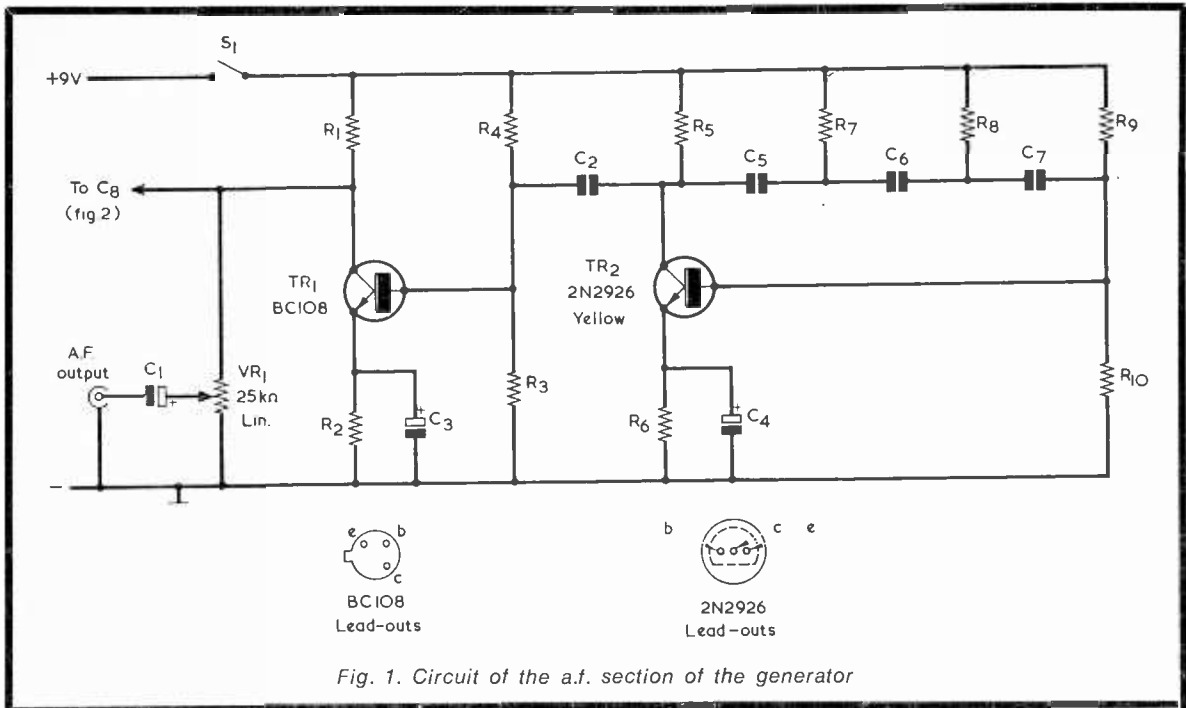 S1
+9V
R1
R4
R5
R7
R8
R9
C2
C5
C6
C7
To C8
(fig 2)
TR1
BC108
TR2
2N2926
Yellow
A.F.
output
C1
+
VR1
25kΩ
Lin.
R2
+
C3
R3
R6
+
C4
R10
–
e
b
c
BC108
Lead-outs
b
c
e
2N2926
Lead-outs
Fig. 1. Circuit of the a.f. section of the generator